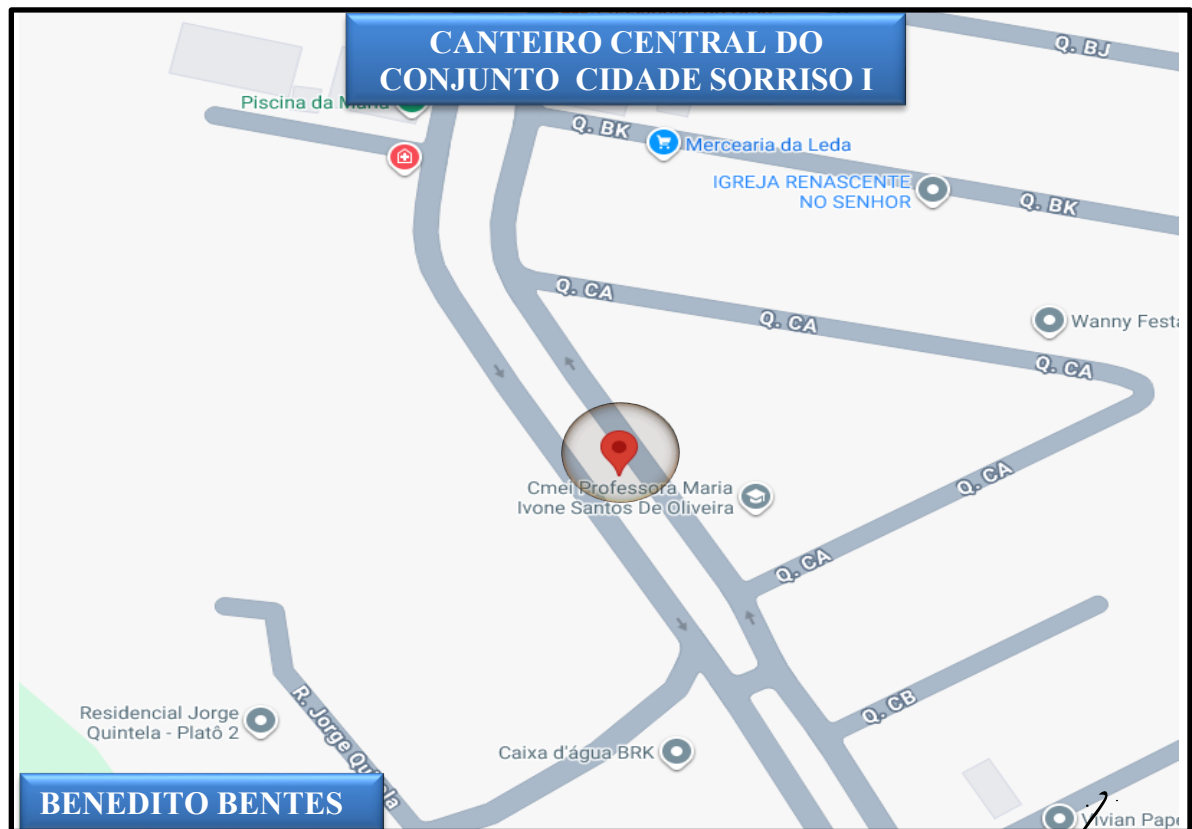 CANTEIRO CENTRAL DO
CONJUNTO CIDADE SORRISO I
Q. BJ
Piscina da Maria
Q. BK
Mercearia da Leda
IGREJA RENASCENTE
NO SENHOR
Q. BK
Q. CA
Q. CA
Wanny Festa
Q. CA
Cmei Professora Maria
Ivone Santos De Oliveira
Q. CA
Q. CA
Residencial Jorge
Quintela - Platô 2
R. Jorge Quintela
Q. CB
Caixa d'água BRK
BENEDITO BENTES
Vivian Pape